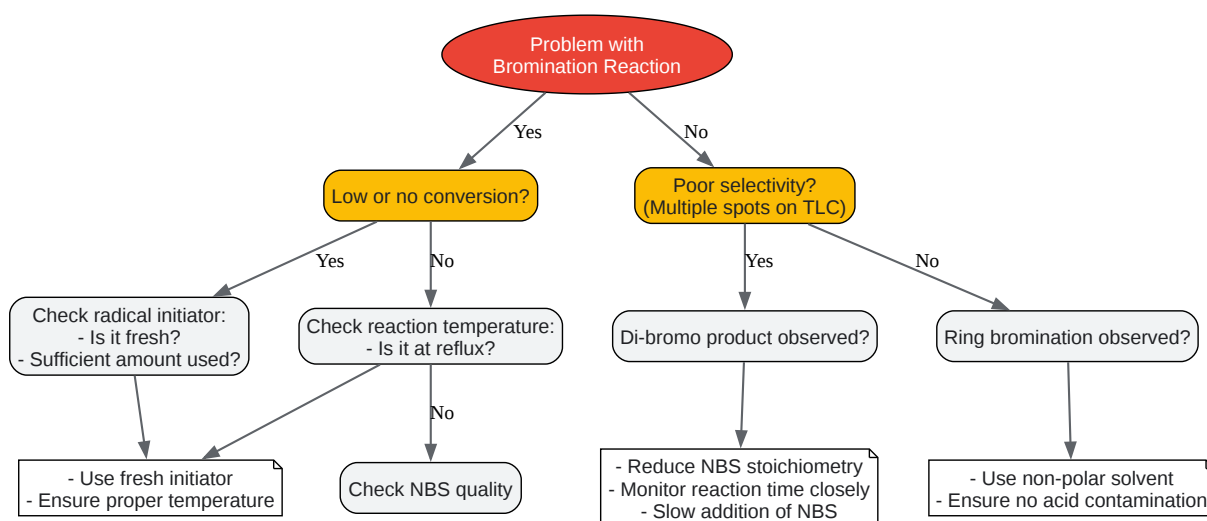 Problem with
Bromination Reaction
Yes
No
Low or no conversion?
Poor selectivity?
(Multiple spots on TLC)
Yes
No
Yes
No
Check radical initiator:
- Is it fresh?
- Sufficient amount used?
Check reaction temperature:
- Is it at reflux?
Di-bromo product observed?
Ring bromination observed?
No
- Use fresh initiator
- Ensure proper temperature
Check NBS quality
- Reduce NBS stoichiometry
- Monitor reaction time closely
- Slow addition of NBS
- Use non-polar solvent
- Ensure no acid contamination